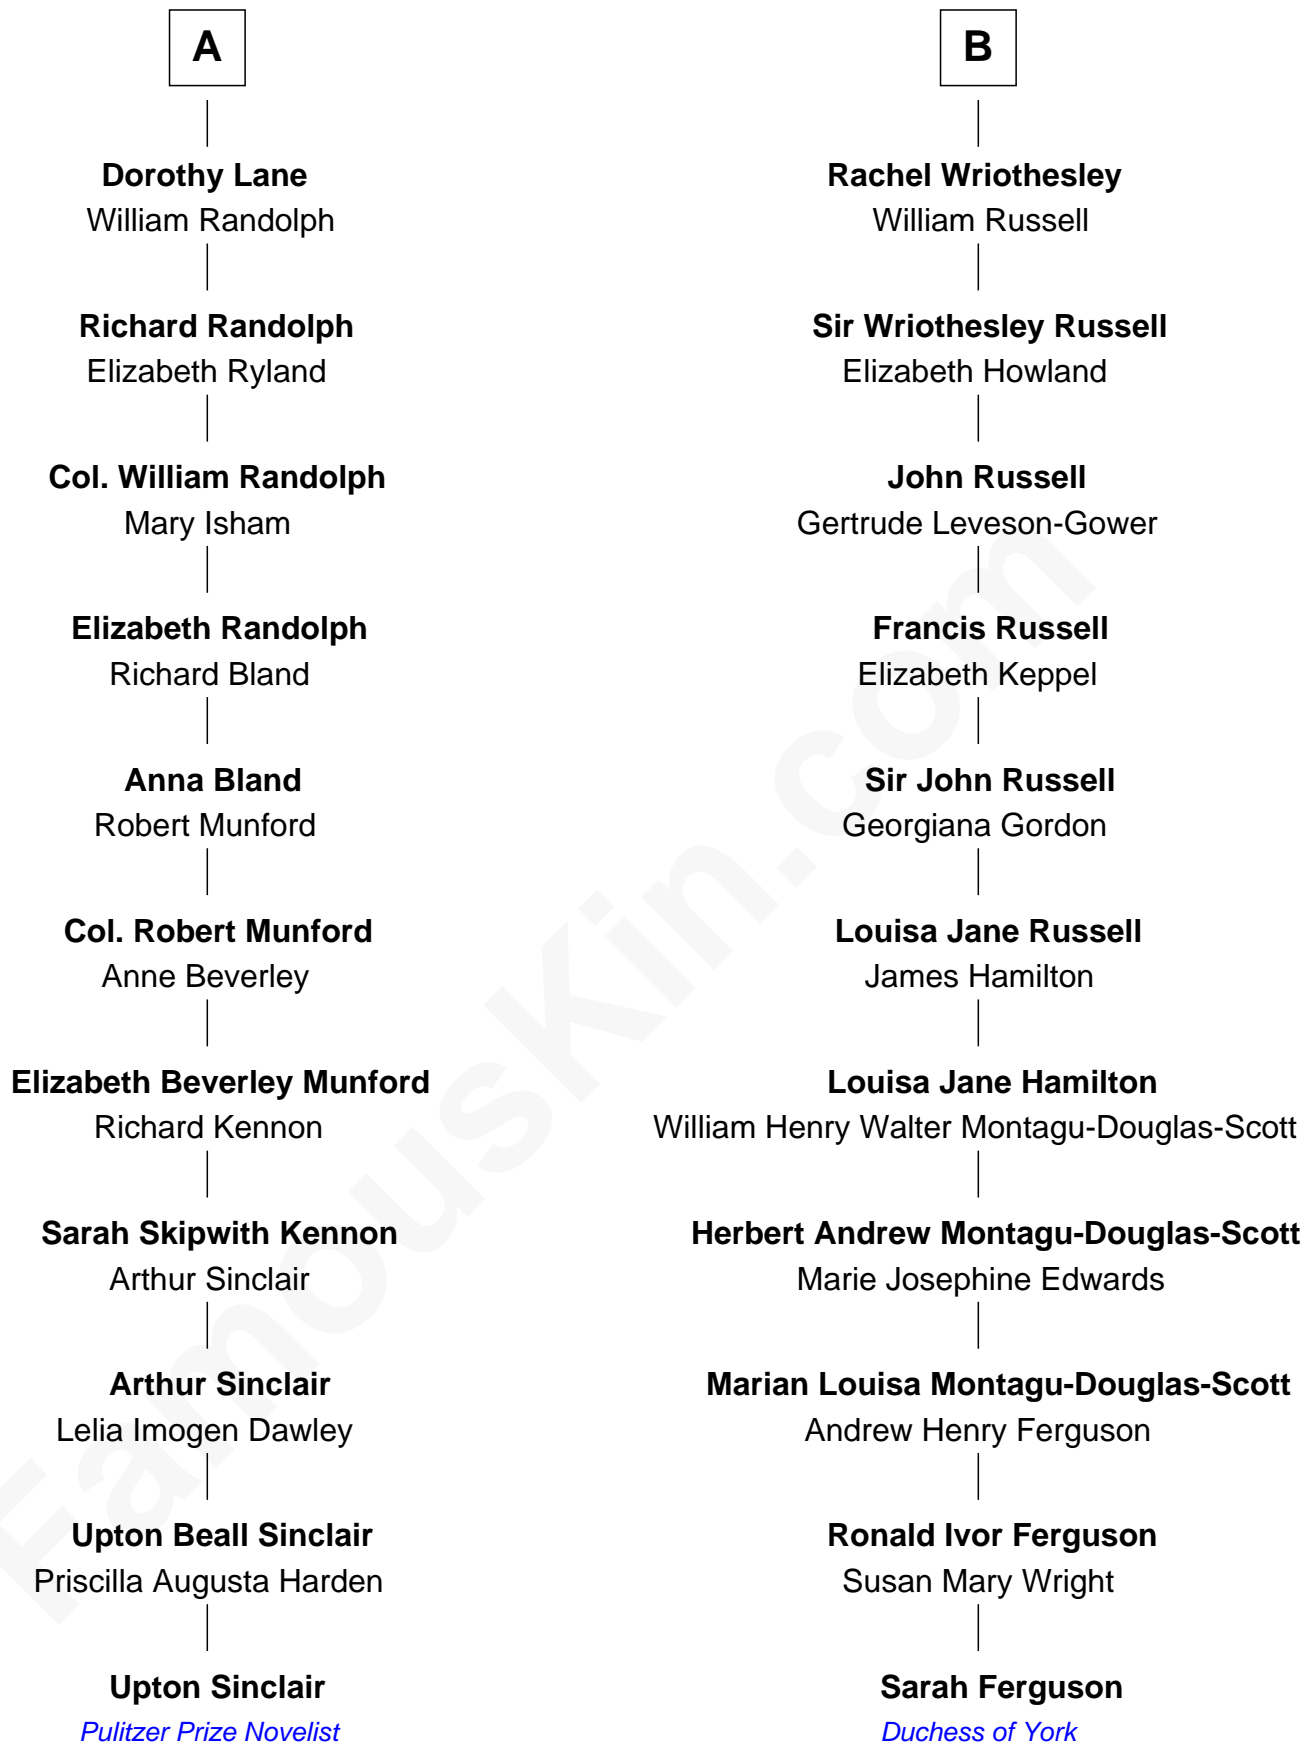 A
Dorothy Lane
William Randolph
Richard Randolph
Elizabeth Ryland
Col. William Randolph
Mary Isham
Elizabeth Randolph
Richard Bland
Anna Bland
Robert Munford
Col. Robert Munford
Anne Beverley
Elizabeth Beverley Munford
Richard Kennon
Sarah Skipwith Kennon
Arthur Sinclair
Arthur Sinclair
Lelia Imogen Dawley
Upton Beall Sinclair
Priscilla Augusta Harden
Upton Sinclair
Pulitzer Prize Novelist
B
Rachel Wriothesley
William Russell
Sir Wriothesley Russell
Elizabeth Howland
John Russell
Gertrude Leveson-Gower
Francis Russell
Elizabeth Keppel
Sir John Russell
Georgiana Gordon
Louisa Jane Russell
James Hamilton
Louisa Jane Hamilton
William Henry Walter Montagu-Douglas-Scott
Herbert Andrew Montagu-Douglas-Scott
Marie Josephine Edwards
Marian Louisa Montagu-Douglas-Scott
Andrew Henry Ferguson
Ronald Ivor Ferguson
Susan Mary Wright
Sarah Ferguson
Duchess of York
FamousKin.com